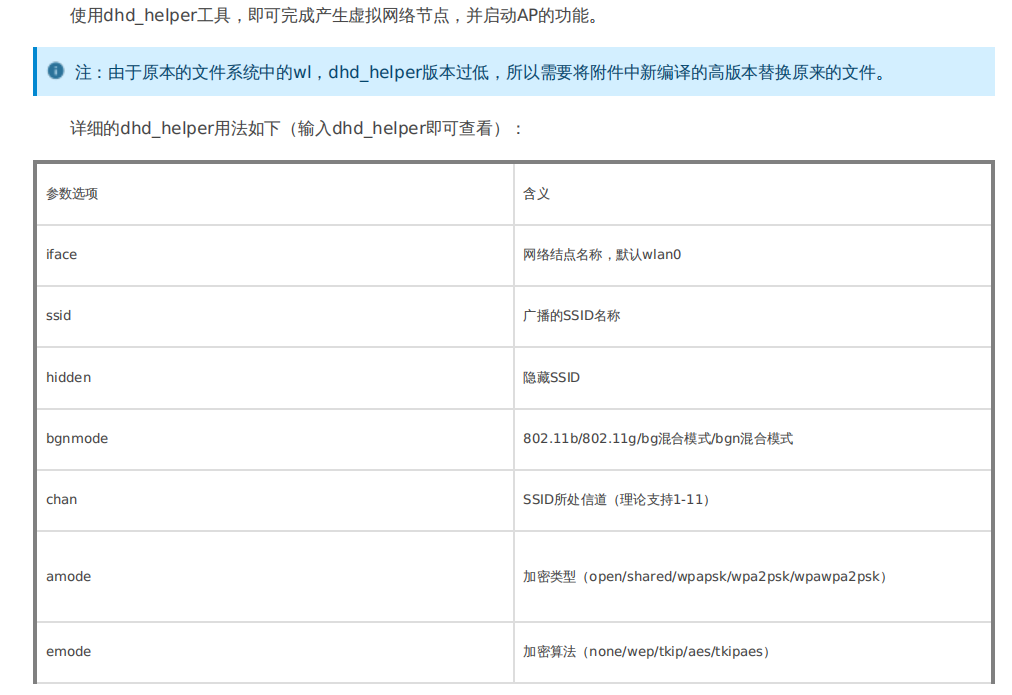 使用dhd_helper工具，即可完成产生虚拟网络节点，并启动AP的功能。
注：由于原本的文件系统中的wl，dhd_helper版本过低，所以需要将附件中新编译的高版本替换原来的文件。
详细的dhd_helper用法如下（输入dhd_helper即可查看）：
参数选项 含义
iface 网络结点名称，默认wlan0
ssid 广播的SSID名称
hidden 隐藏SSID
bgnmode 802.11b/802.11g/bg混合模式/bgn混合模式
chan SSID所处信道（理论支持1-11）
amode 加密类型（open/shared/wpapsk/wpa2psk/wpawpa2psk）
emode 加密算法（none/wep/tkip/aes/tkipaes）